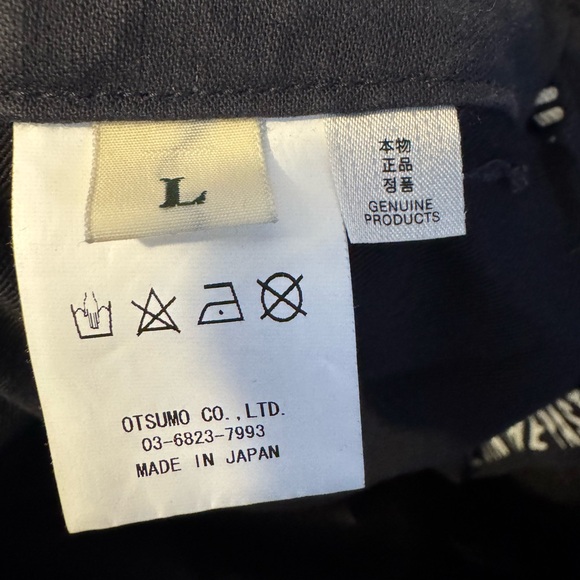 L
本物
正品
정품
GENUINE
PRODUCTS
OTSUMO CO.,LTD.
03-6823-7993
MADE IN JAPAN